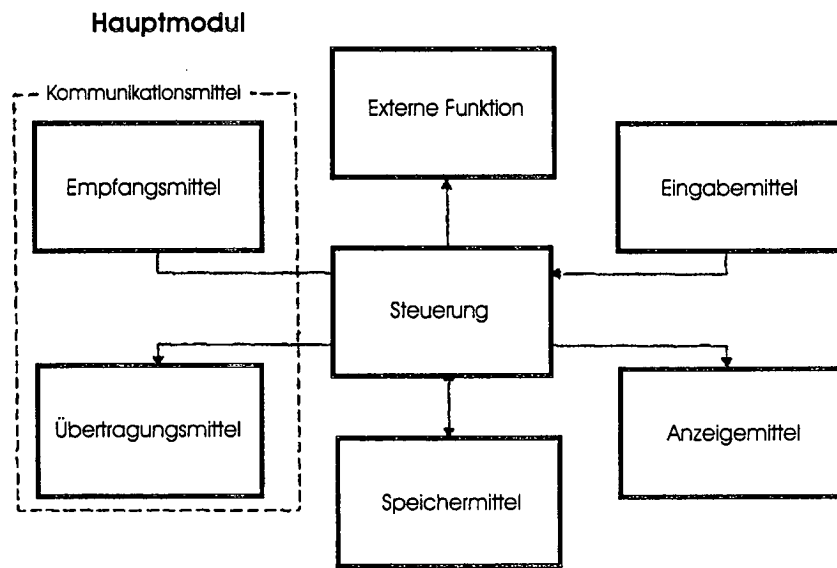 Hauptmodul
Kommunikationsmittel
Externe Funktion
Empfangsmittel
Eingabemittel
Steuerung
Übertragungsmittel
Anzeigemittel
Speichermittel